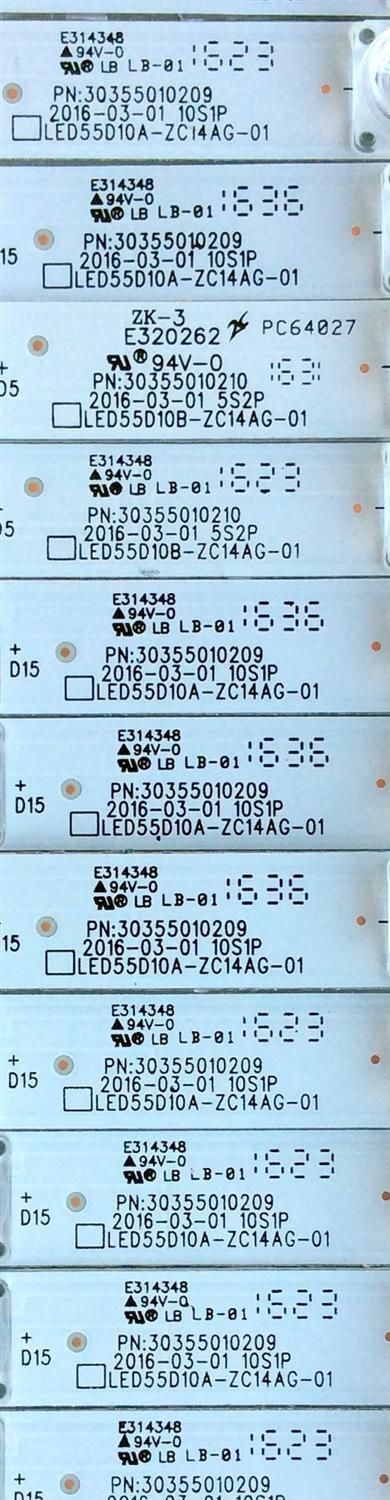 E314348
▲94V-0
LB LB-01 1623
PN:30355010209
2016-03-01 10S1P
LED55D10A-ZC14AG-01
E314348
▲94V-0
LB LB-01 1636
PN:30355010209
15
2016-03-01 10S1P
LED55D10A-ZC14AG-01
ZK-3
E320262 PC64027
94V-0
1631
PN:30355010210
+
D5
2016-03-01 5S2P
LED55D10B-ZC14AG-01
E314348
▲94V-0
LB LB-01 1623
PN:30355010210
5
2016-03-01 5S2P
LED55D10B-ZC14AG-01
E314348
▲94V-0
LB LB-01 1636
+
PN:30355010209
D15
2016-03-01 10S1P
LED55D10A-ZC14AG-01
E314348
▲94V-0
LB LB-01 1636
+
PN:30355010209
D15
2016-03-01 10S1P
LED55D10A-ZC14AG-01
E314348
▲94V-0
LB LB-01 1636
PN:30355010209
15
2016-03-01 10S1P
LED55D10A-ZC14AG-01
E314348
▲94V-0
LB LB-01 1623
+
PN:30355010209
D15
2016-03-01 10S1P
LED55D10A-ZC14AG-01
E314348
▲94V-0
LB LB-01 1623
+
PN:30355010209
D15
2016-03-01 10S1P
LED55D10A-ZC14AG-01
E314348
▲94V-0
LB LB-01 1623
+
PN:30355010209
D15
2016-03-01 10S1P
LED55D10A-ZC14AG-01
E314348
▲94V-0
LB LB-01 1623
+
PN:30355010209
D15